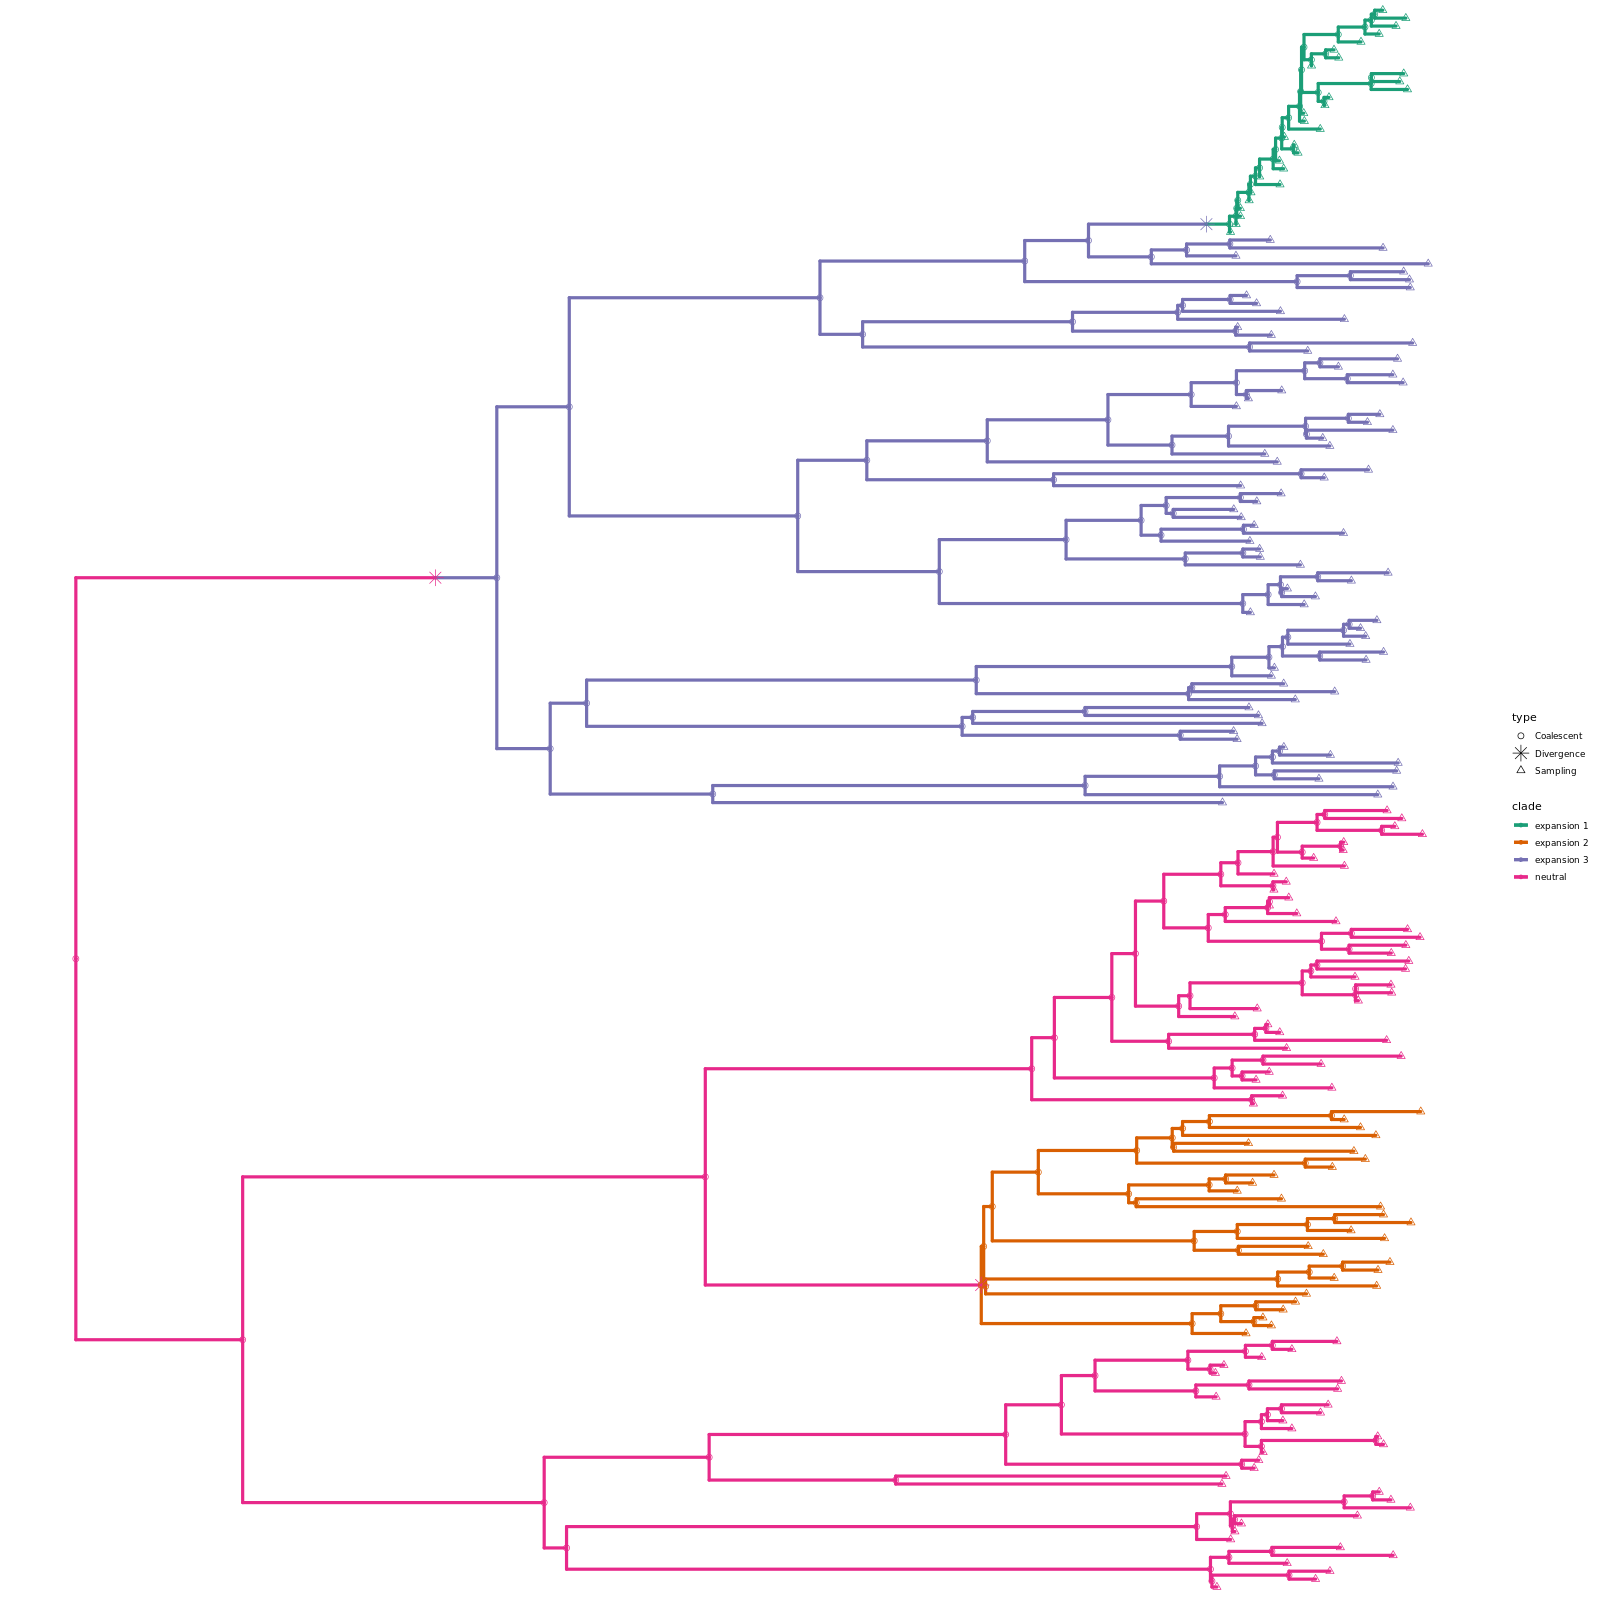 type
Coalescent
Divergence
Sampling
clade
expansion 1
expansion 2
expansion 3
neutral